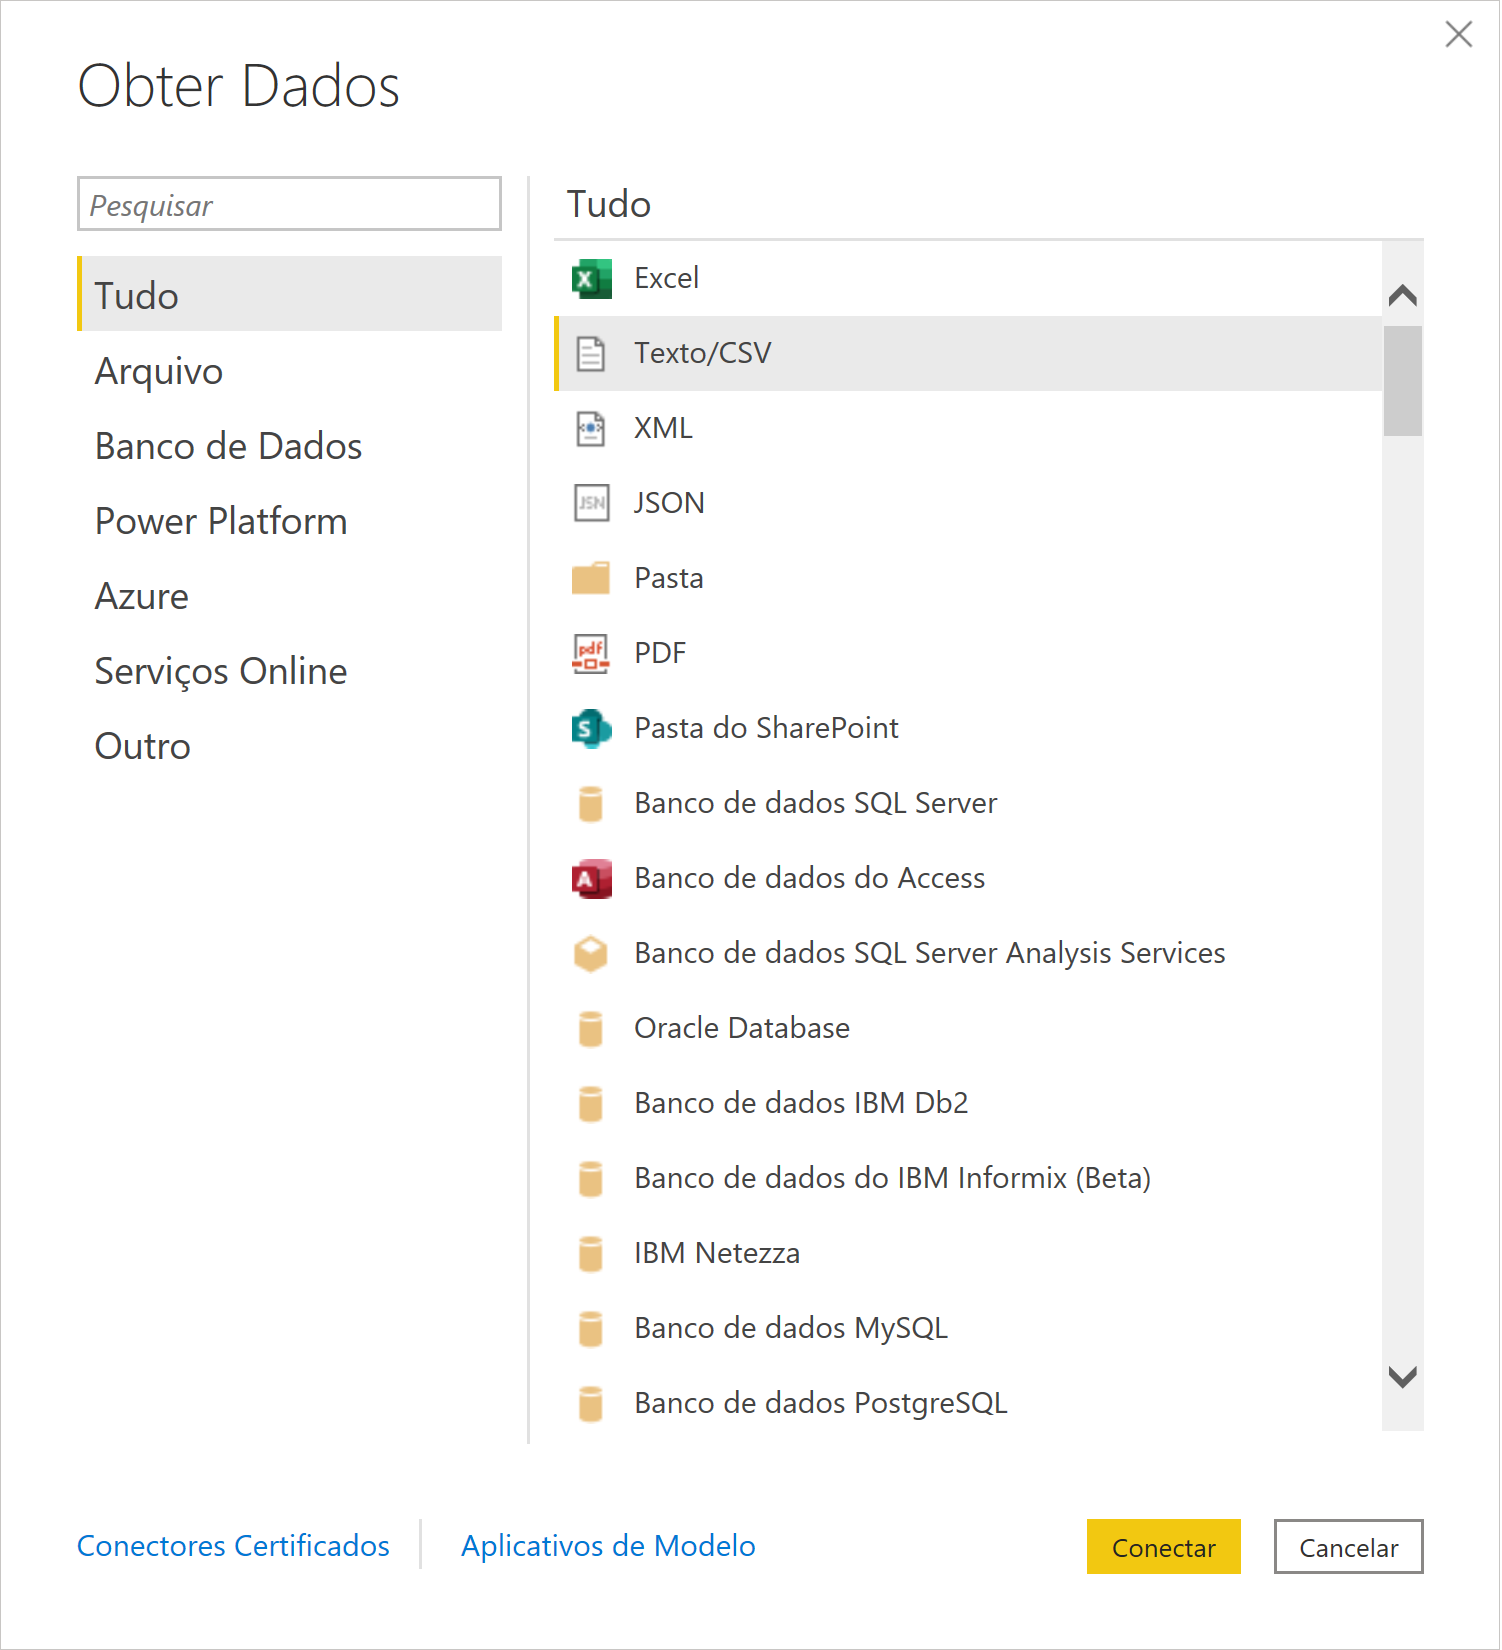 Obter Dados
Pesquisar
Tudo
Arquivo
Banco de Dados
Power Platform
Azure
Serviços Online
Outro
Tudo
Excel
Texto/CSV
XML
JSN
JSON
Pasta
pdf
PDF
Pasta do SharePoint
Banco de dados SQL Server
Banco de dados do Access
Banco de dados SQL Server Analysis Services
Oracle Database
Banco de dados IBM Db2
Banco de dados do IBM Informix (Beta)
IBM Netezza
Banco de dados MySQL
Banco de dados PostgreSQL
Conectores Certificados
Aplicativos de Modelo
Conectar
Cancelar